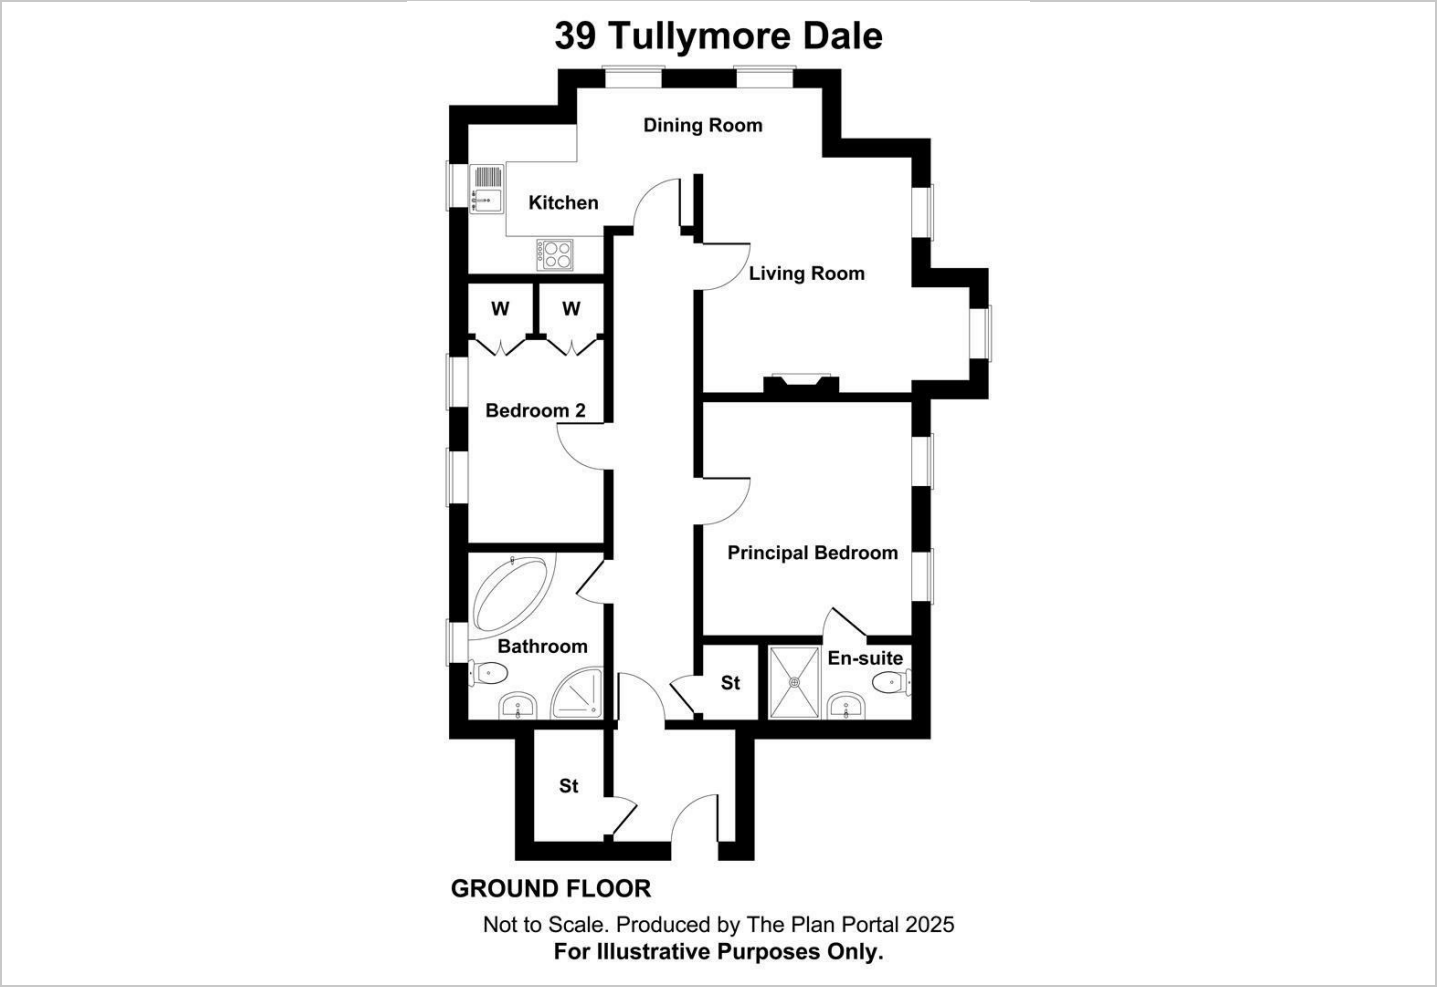 39 Tullymore Dale
Dining Room
Kitchen
Living Room
W
W
Bedroom 2
Principal Bedroom
Bathroom
En-suite
St
St
GROUND FLOOR
Not to Scale. Produced by The Plan Portal 2025
For Illustrative Purposes Only.